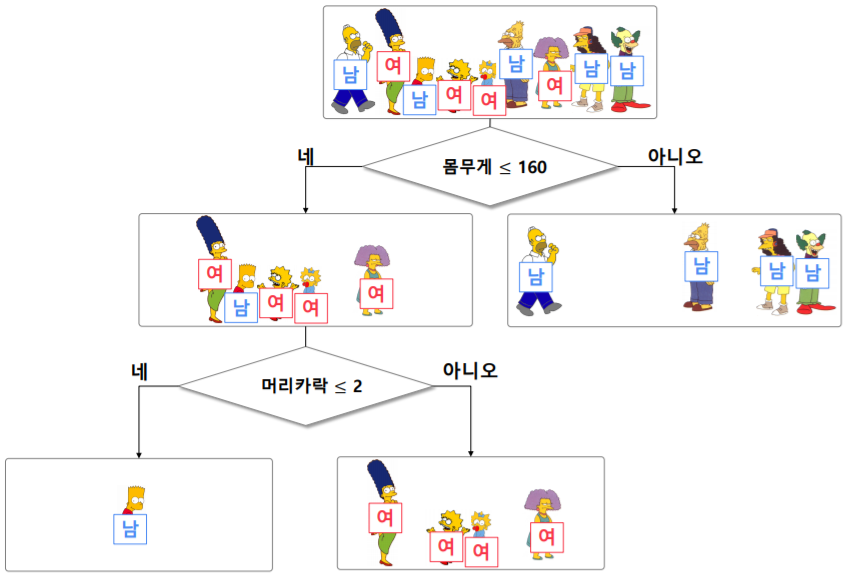 남 여 남 여 여 남 여 남 남
네
몸무게 ≤ 160
아니오
여 남 여 여 여
남 남 남 남
네
머리카락 ≤ 2
아니오
남
여 여 여 여